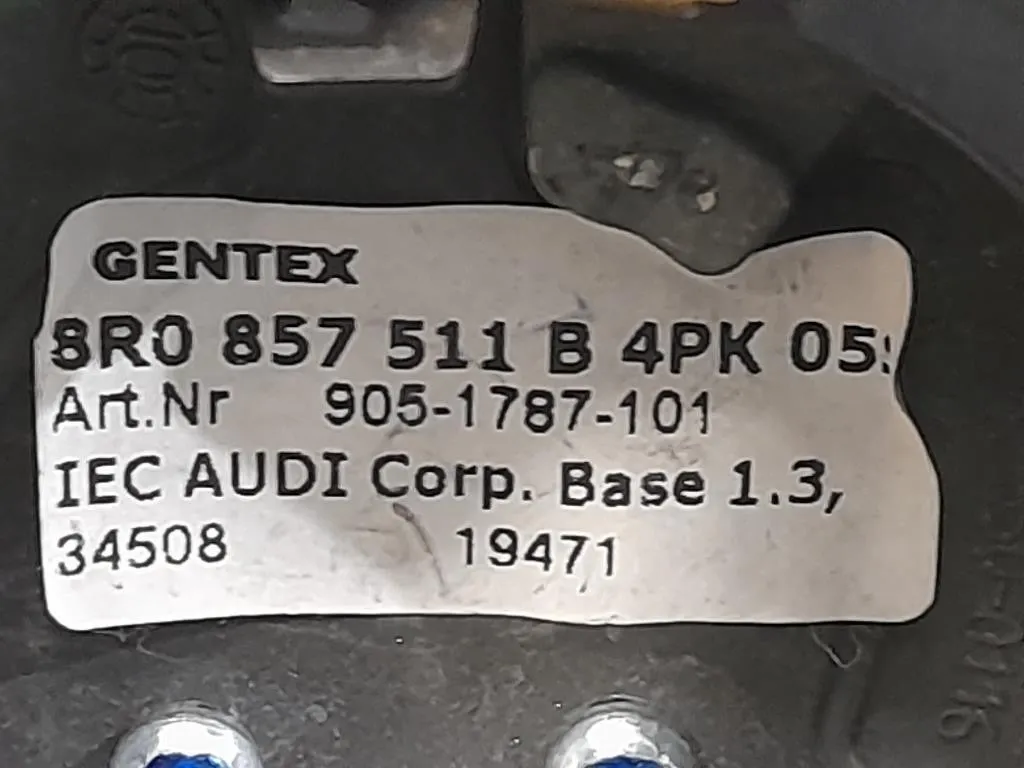 GENTEX
8R0 857 511 B 4PK 05
Art.Nr 905-1787-101
IEC AUDI Corp. Base 1.3,
34508 19471